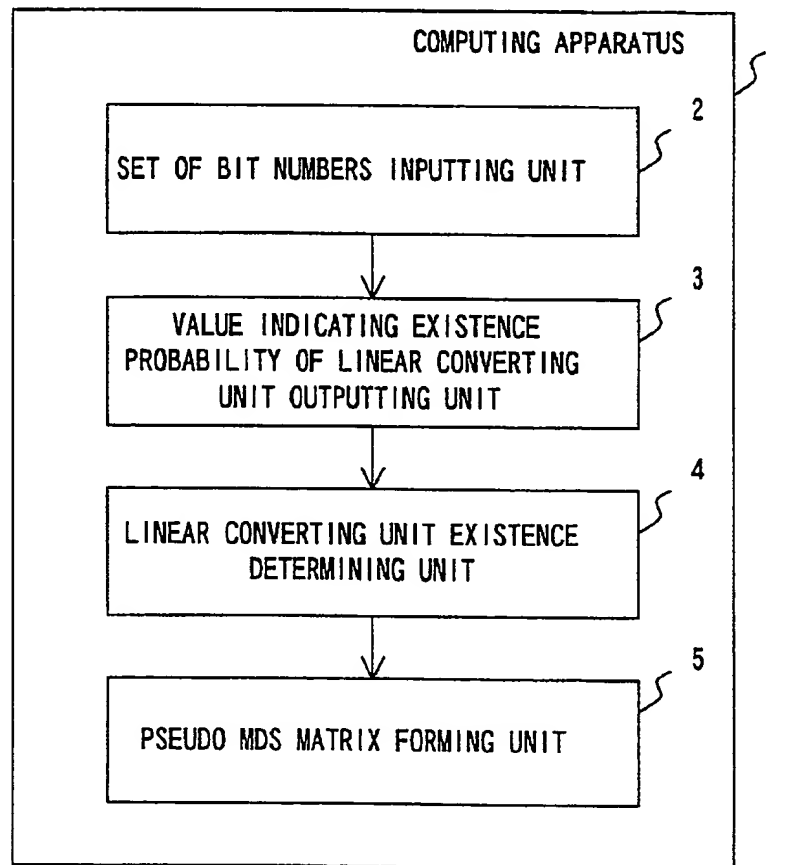 COMPUTING APPARATUS
2
SET OF BIT NUMBERS INPUTTING UNIT
3
VALUE INDICATING EXISTENCE
PROBABILITY OF LINEAR CONVERTING
UNIT OUTPUTTING UNIT
4
LINEAR CONVERTING UNIT EXISTENCE
DETERMINING UNIT
5
PSEUDO MDS MATRIX FORMING UNIT